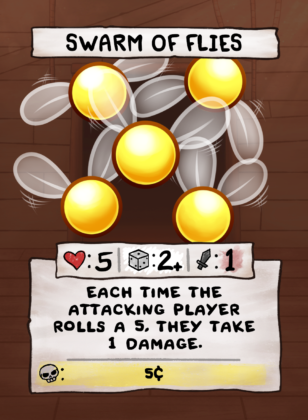 SWARM OF FLIES
:5 :2+ :1
EACH TIME THE
ATTACKING PLAYER
ROLLS A 5, THEY TAKE
1 DAMAGE.
: 5¢